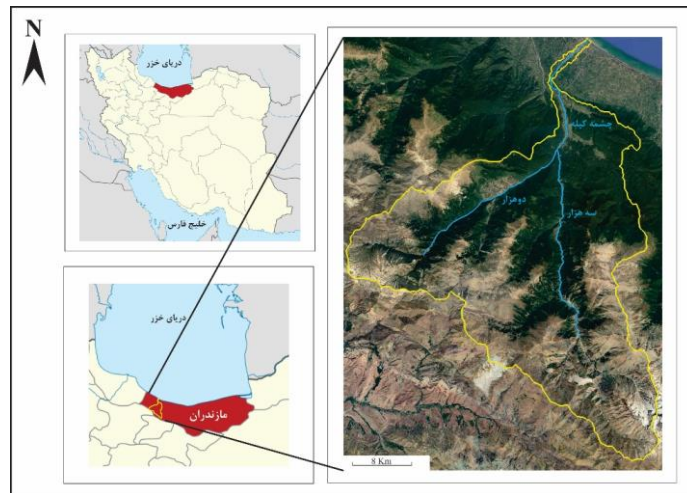 N
دریای خزر
خلیج فارس
دریای خزر
مازندران
چشمه کیله
دوهزار
سه هزار
8 Km